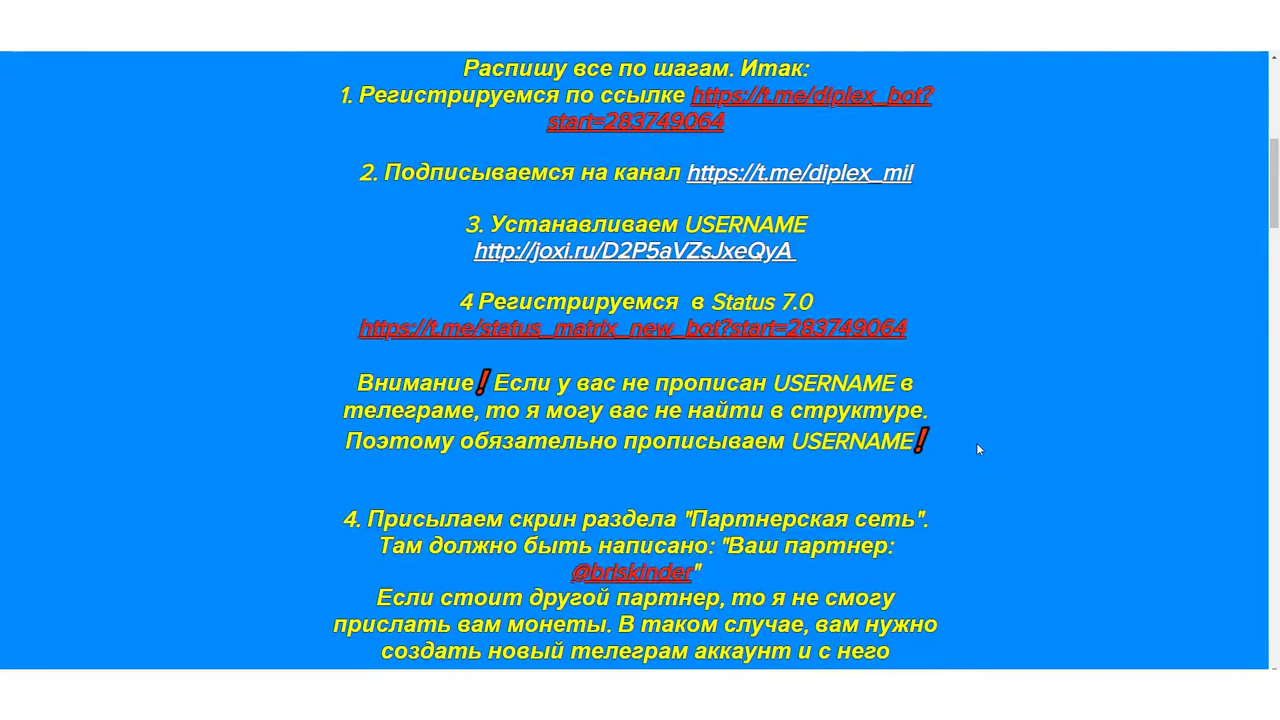 Распишу все по шагам. Итак:
1. Регистрируемся по ссылке https://t.me/diplex_bot?
start=283749064
2. Подписываемся на канал https://t.me/diplex_mil
3. Устанавливаем USERNAME
http://joxi.ru/D2P5aVZsJxeQyA
4 Регистрируемся в Status 7.0
https://t.me/status_matrix_new_bot?start=283749064
Внимание❗Если у вас не прописан USERNAME в
телеграме, то я могу вас не найти в структуре.
Поэтому обязательно прописываем USERNAME❗
4. Присылаем скрин раздела "Партнерская сеть".
Там должно быть написано: "Ваш партнер:
@briskinder"
Если стоит другой партнер, то я не смогу
прислать вам монеты. В таком случае, вам нужно
создать новый телеграм аккаунт и с него